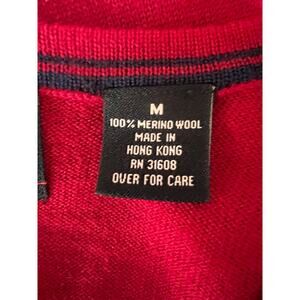 M
100% MERINO WOOL
MADE IN
HONG KONG
RN 31608
OVER FOR CARE